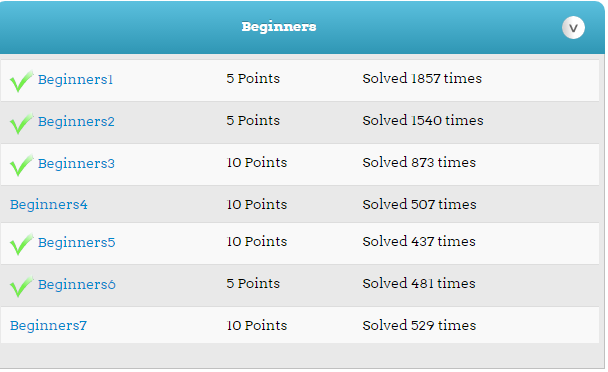 Beginners
V
Beginners1 5 Points Solved 1857 times
Beginners2 5 Points Solved 1540 times
Beginners3 10 Points Solved 873 times
Beginners4 10 Points Solved 507 times
Beginners5 10 Points Solved 437 times
Beginners6 5 Points Solved 481 times
Beginners7 10 Points Solved 529 times